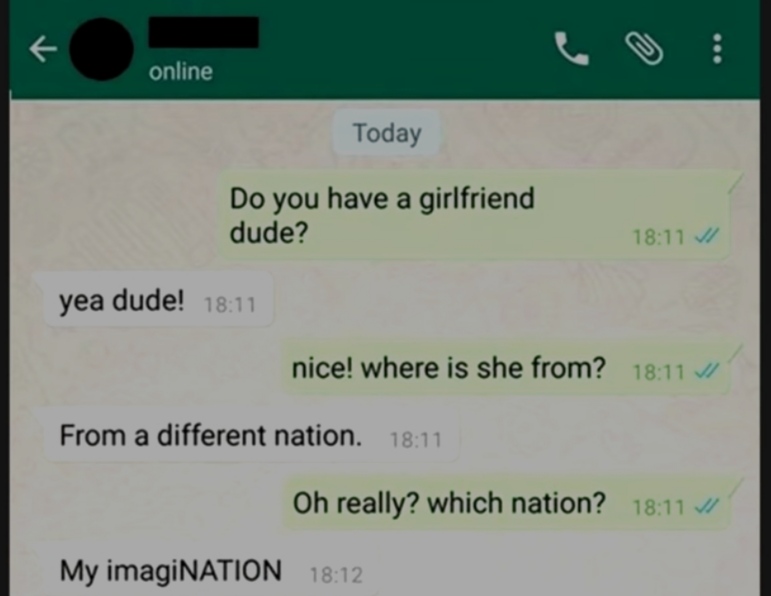 online
Today
Do you have a girlfriend
dude?
18:11
yea dude! 18:11
nice! where is she from? 18:11
From a different nation. 18:11
Oh really? which nation? 18:11
My imagiNATION 18:12